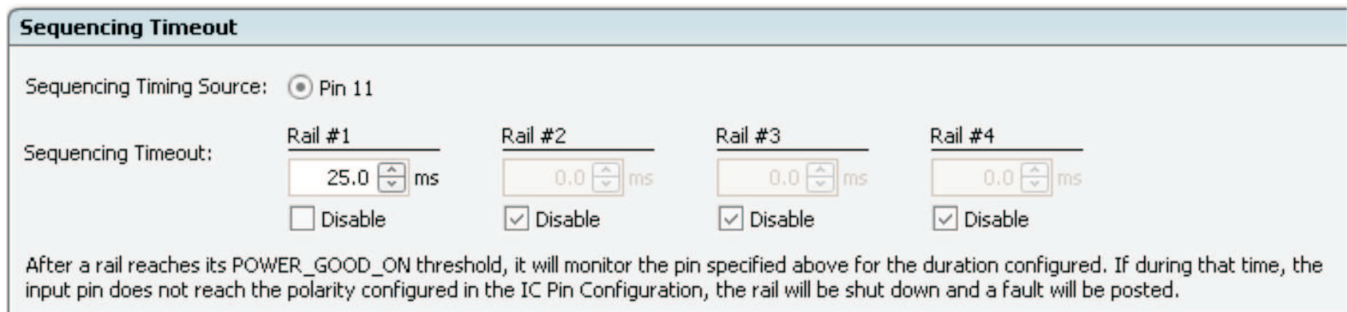 Sequencing Timeout
Sequencing Timing Source: Pin 11
Rail #1 Rail #2 Rail #3 Rail #4
Sequencing Timeout:
25.0 ms 0.0 ms 0.0 ms 0.0 ms
Disable Disable Disable Disable
After a rail reaches its POWER_GOOD_ON threshold, it will monitor the pin specified above for the duration configured. If during that time, the
input pin does not reach the polarity configured in the IC Pin Configuration, the rail will be shut down and a fault will be posted.